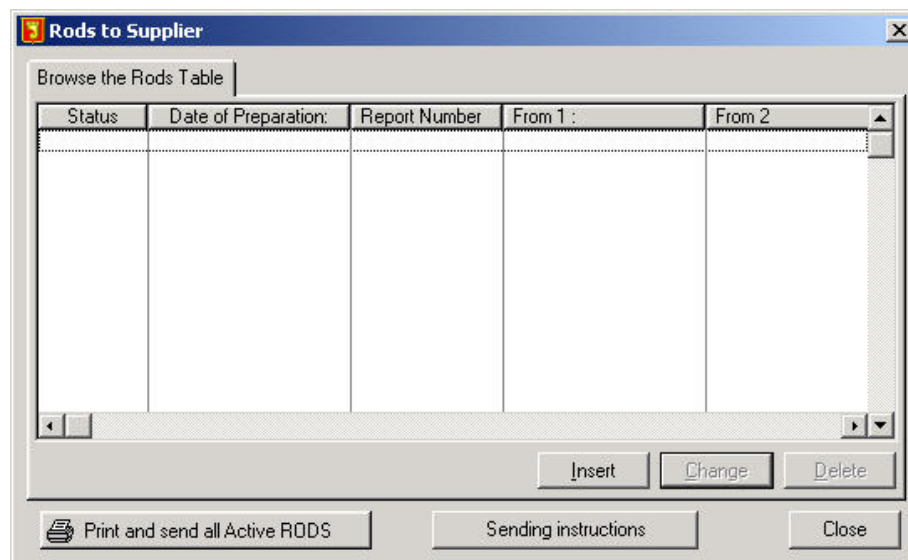 Rods to Supplier
Browse the Rods Table
Status Date of Preparation: Report Number From 1 : From 2
Insert Change Delete
Print and send all Active RODS Sending instructions Close